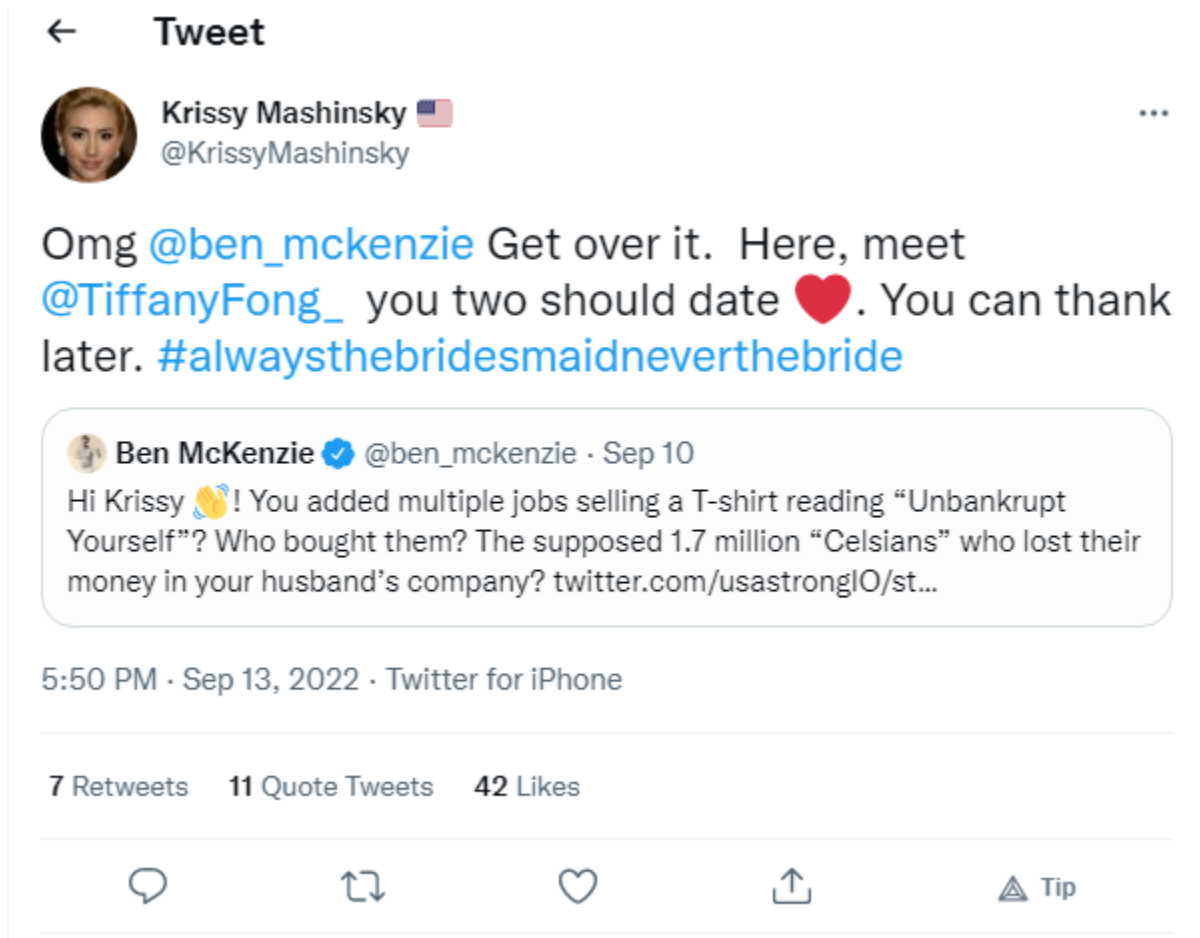 Tweet
Krissy Mashinsky 🇺🇸
@KrissyMashinsky
Omg @ben_mckenzie Get over it.  Here, meet
@TiffanyFong_  you two should date ❤️. You can thank
later. #alwaysthebridesmaidneverthebride
Ben McKenzie @ben_mckenzie · Sep 10
Hi Krissy 👋! You added multiple jobs selling a T-shirt reading “Unbankrupt
Yourself”? Who bought them? The supposed 1.7 million “Celsians” who lost their
money in your husband’s company? twitter.com/usastrongIO/st...
5:50 PM · Sep 13, 2022 · Twitter for iPhone
7 Retweets 11 Quote Tweets 42 Likes
Tip